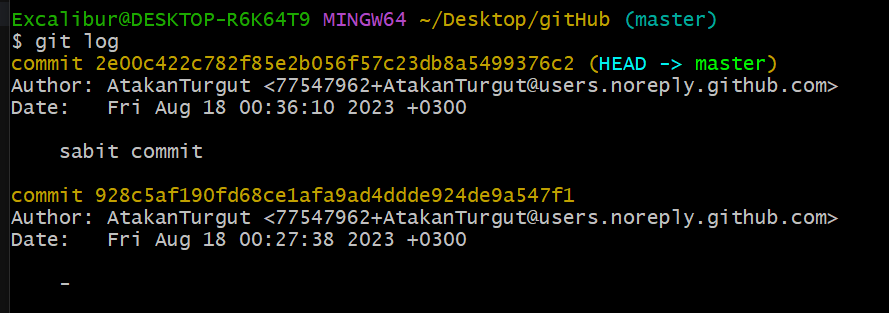 Excalibur@DESKTOP-R6K64T9 MINGW64 ~/Desktop/gitHub (master)
$ git log
commit 2e00c422c782f85e2b056f57c23db8a5499376c2 (HEAD -> master)
Author: AtakanTurgut <77547962+AtakanTurgut@users.noreply.github.com>
Date:   Fri Aug 18 00:36:10 2023 +0300
    sabit commit
commit 928c5af190fd68ce1afa9ad4ddde924de9a547f1
Author: AtakanTurgut <77547962+AtakanTurgut@users.noreply.github.com>
Date:   Fri Aug 18 00:27:38 2023 +0300
    -